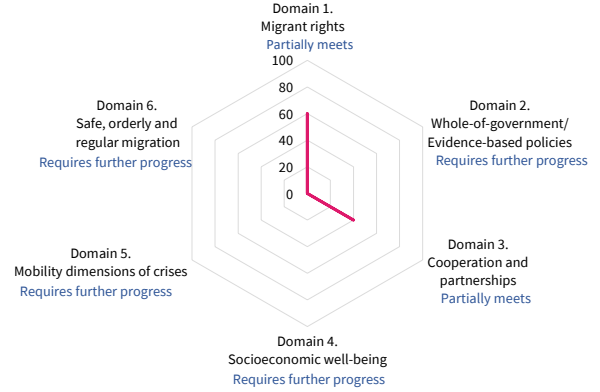 Domain 1.
Migrant rights
Partially meets
100
80
60
40
20
0
Domain 2.
Whole-of-government/
Evidence-based policies
Requires further progress
Domain 3.
Cooperation and
partnerships
Partially meets
Domain 4.
Socioeconomic well-being
Requires further progress
Domain 5.
Mobility dimensions of crises
Requires further progress
Domain 6.
Safe, orderly and
regular migration
Requires further progress